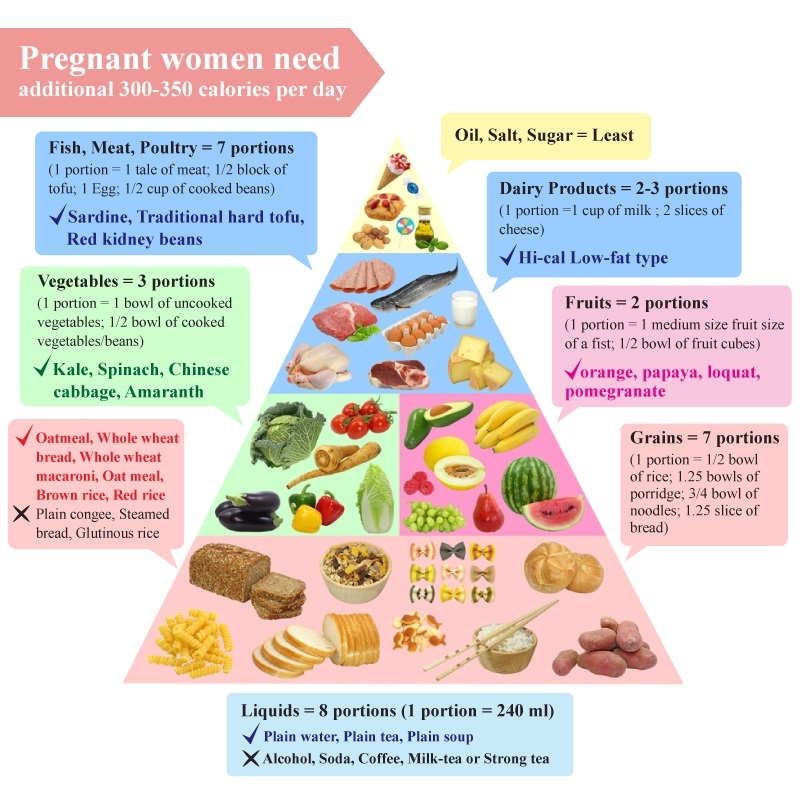 Pregnant women need
additional 300-350 calories per day
Oil, Salt, Sugar = Least
Fish, Meat, Poultry = 7 portions
(1 portion = 1 tale of meat; 1/2 block of
tofu; 1 Egg; 1/2 cup of cooked beans)
✓Sardine, Traditional hard tofu,
Red kidney beans
Dairy Products = 2-3 portions
(1 portion =1 cup of milk ; 2 slices of
cheese)
✓Hi-cal Low-fat type
Vegetables = 3 portions
(1 portion = 1 bowl of uncooked
vegetables; 1/2 bowl of cooked
vegetables/beans)
✓Kale, Spinach, Chinese
cabbage, Amaranth
Fruits = 2 portions
(1 portion = 1 medium size fruit size
of a fist; 1/2 bowl of fruit cubes)
✓orange, papaya, loquat,
pomegranate
✓Oatmeal, Whole wheat
bread, Whole wheat
macaroni, Oat meal,
Brown rice, Red rice
✕ Plain congee, Steamed
bread, Glutinous rice
Grains = 7 portions
(1 portion = 1/2 bowl
of rice; 1.25 bowls of
porridge; 3/4 bowl of
noodles; 1.25 slice of
bread)
Liquids = 8 portions (1 portion = 240 ml)
✓ Plain water, Plain tea, Plain soup
✕ Alcohol, Soda, Coffee, Milk-tea or Strong tea